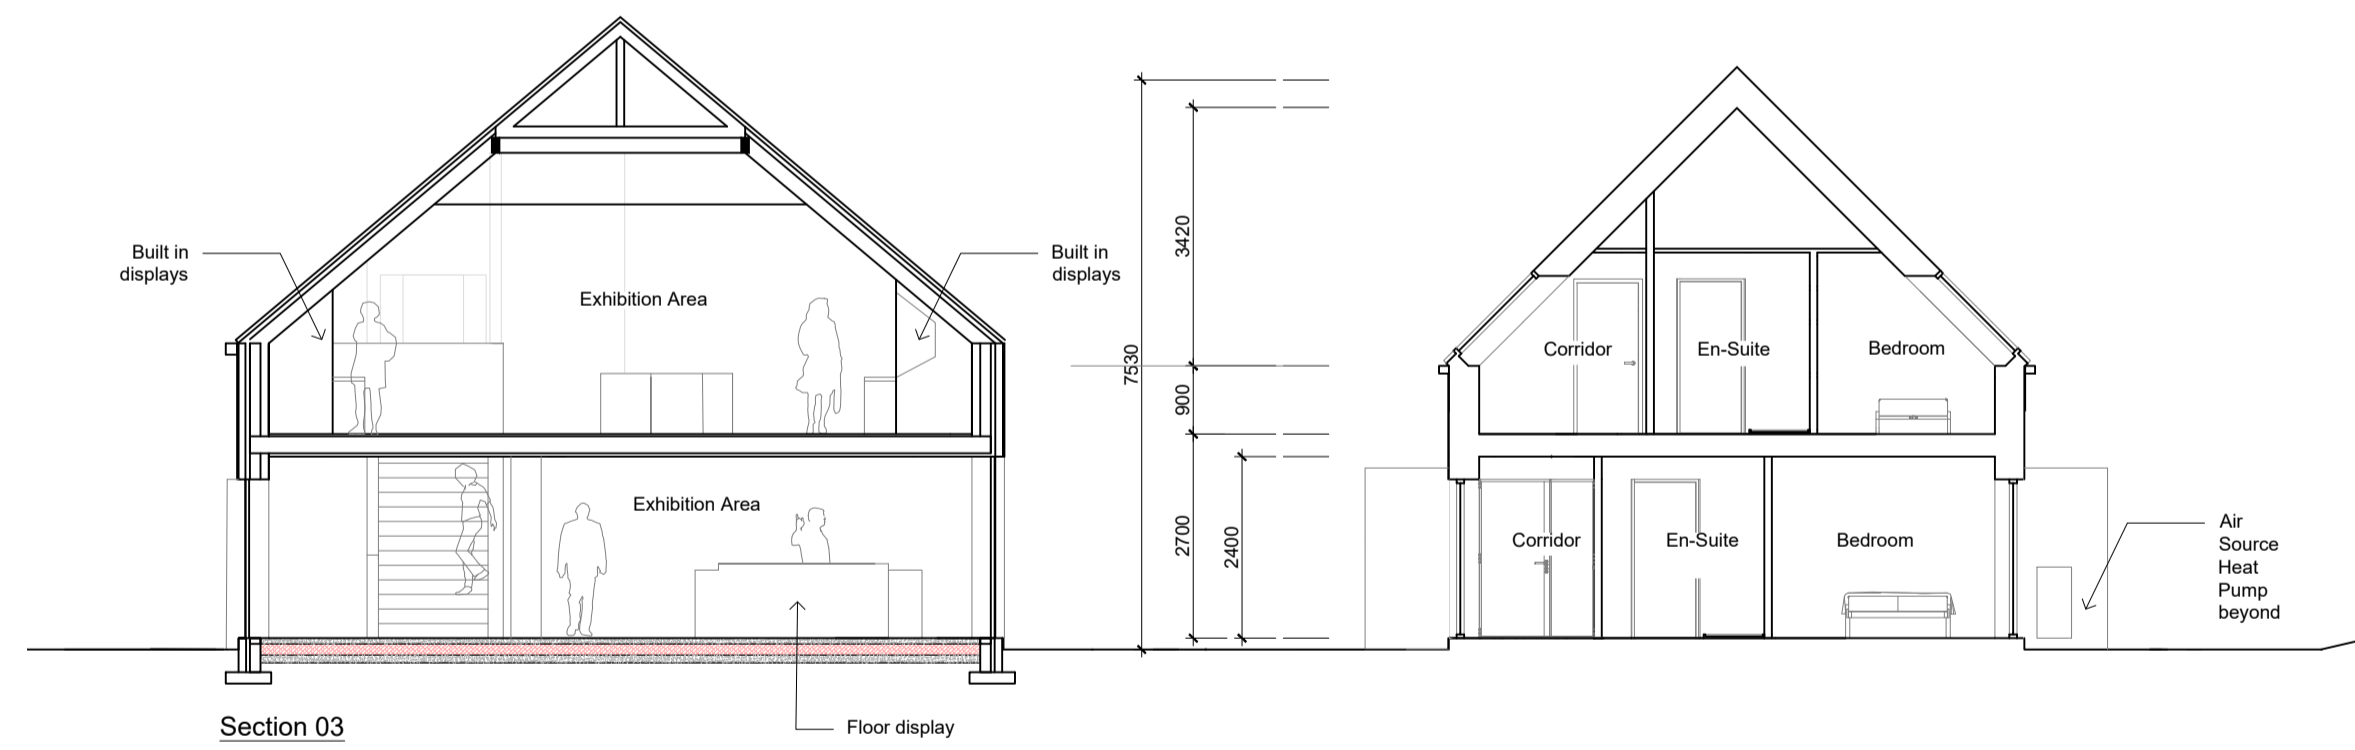 Built in
displays
Exhibition Area
Built in
displays
Exhibition Area
Floor display
Section 03
7530
3420
900
2700
2400
Corridor
En-Suite
Bedroom
Corridor
En-Suite
Bedroom
Air
Source
Heat
Pump
beyond